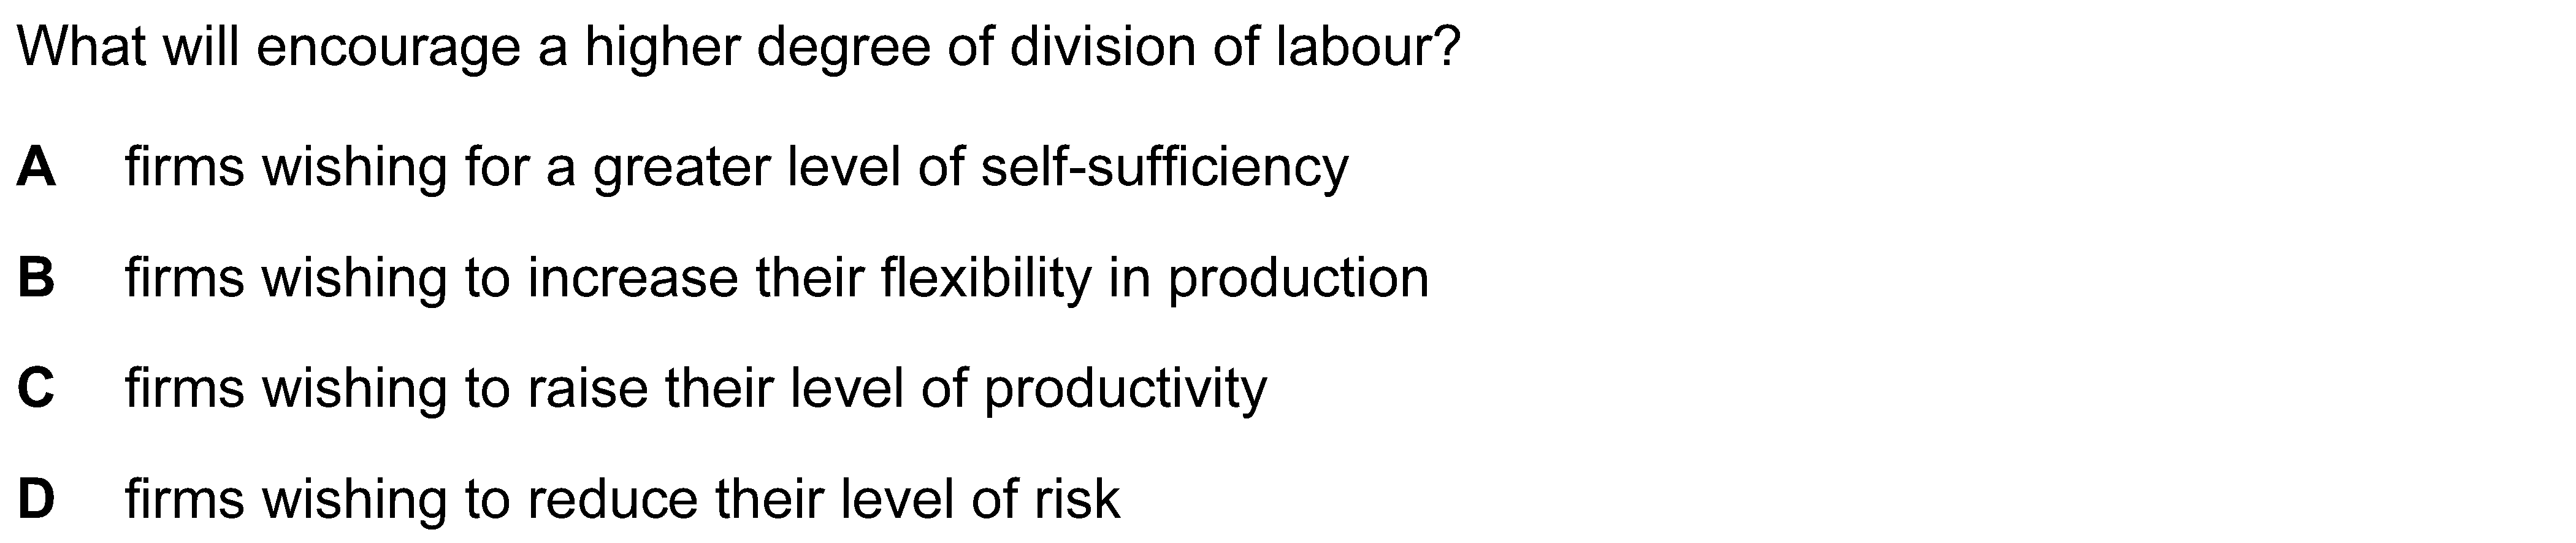 What will encourage a higher degree of division of labour?
A firms wishing for a greater level of self-sufficiency
B firms wishing to increase their flexibility in production
C firms wishing to raise their level of productivity
D firms wishing to reduce their level of risk